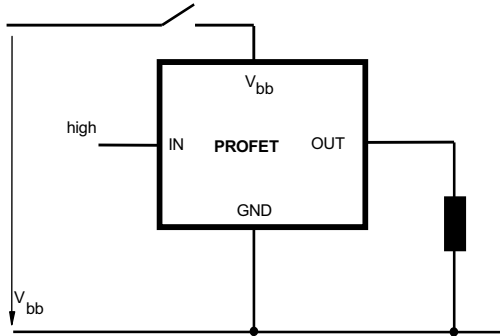 V_bb
high
IN PROFET OUT
GND
V_bb